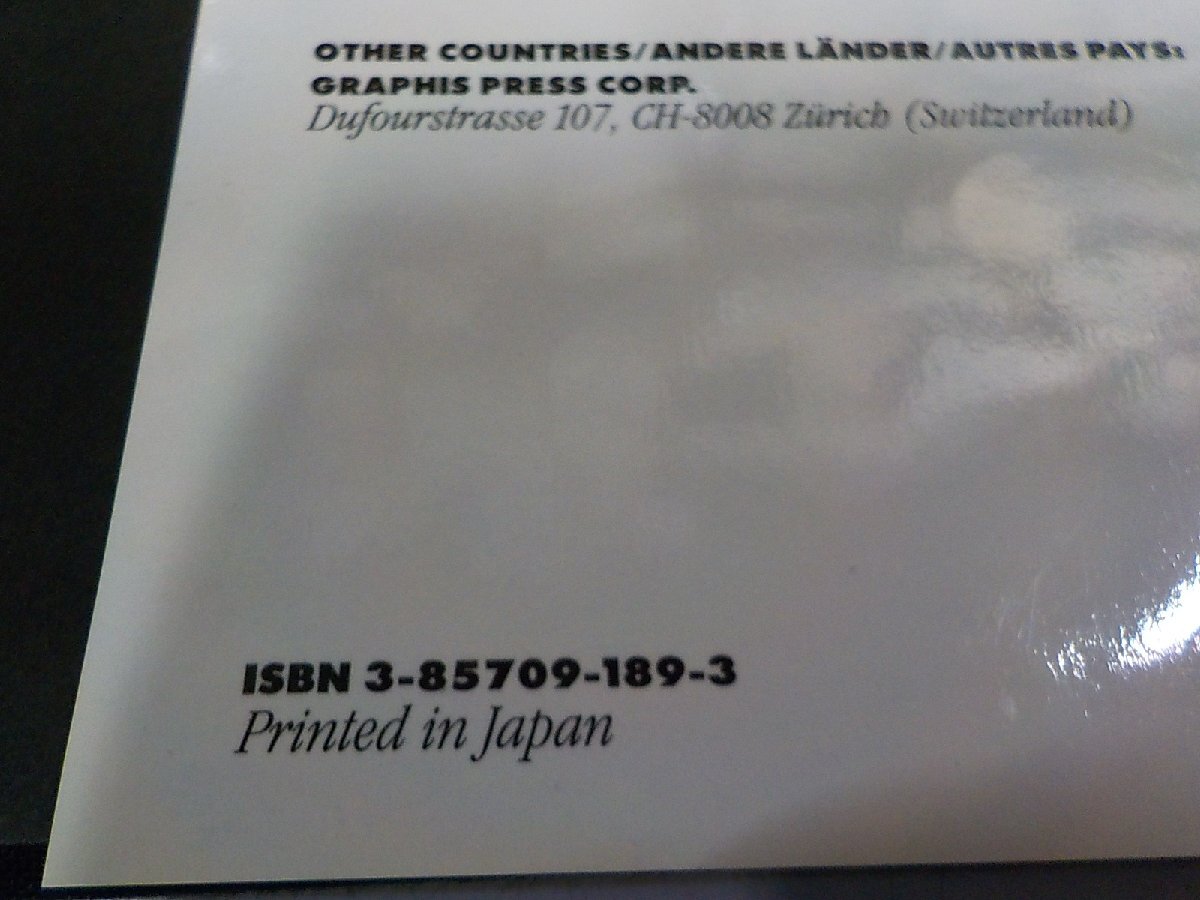 OTHER COUNTRIES/ANDERE LÄNDER/AUTRES PAYS:
GRAPHIS PRESS CORP.
Dufourstrasse 107, CH-8008 Zürich (Switzerland)
ISBN 3-85709-189-3
Printed in Japan